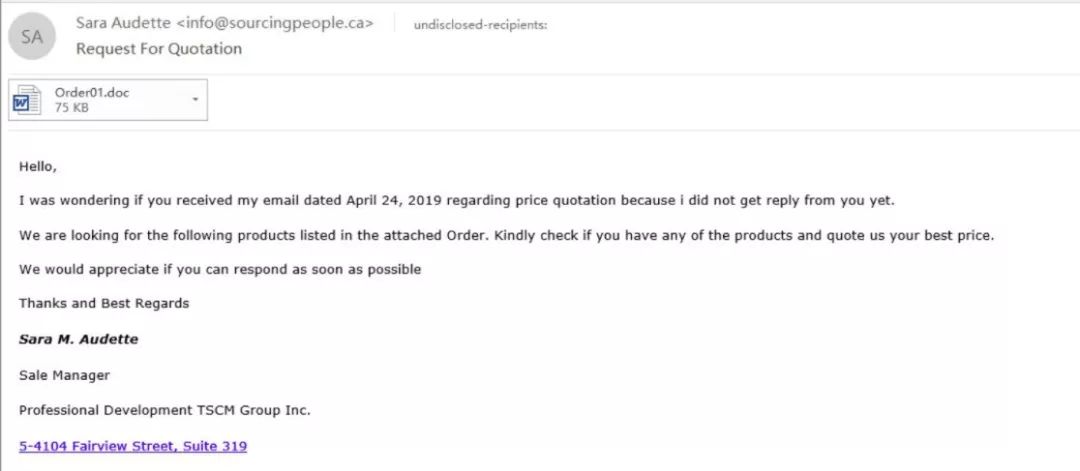 SA
Sara Audette <info@sourcingpeople.ca>
undisclosed-recipients:
Request For Quotation
Order01.doc
75 KB
Hello,
I was wondering if you received my email dated April 24, 2019 regarding price quotation because i did not get reply from you yet.
We are looking for the following products listed in the attached Order. Kindly check if you have any of the products and quote us your best price.
We would appreciate if you can respond as soon as possible
Thanks and Best Regards
Sara M. Audette
Sale Manager
Professional Development TSCM Group Inc.
5-4104 Fairview Street, Suite 319